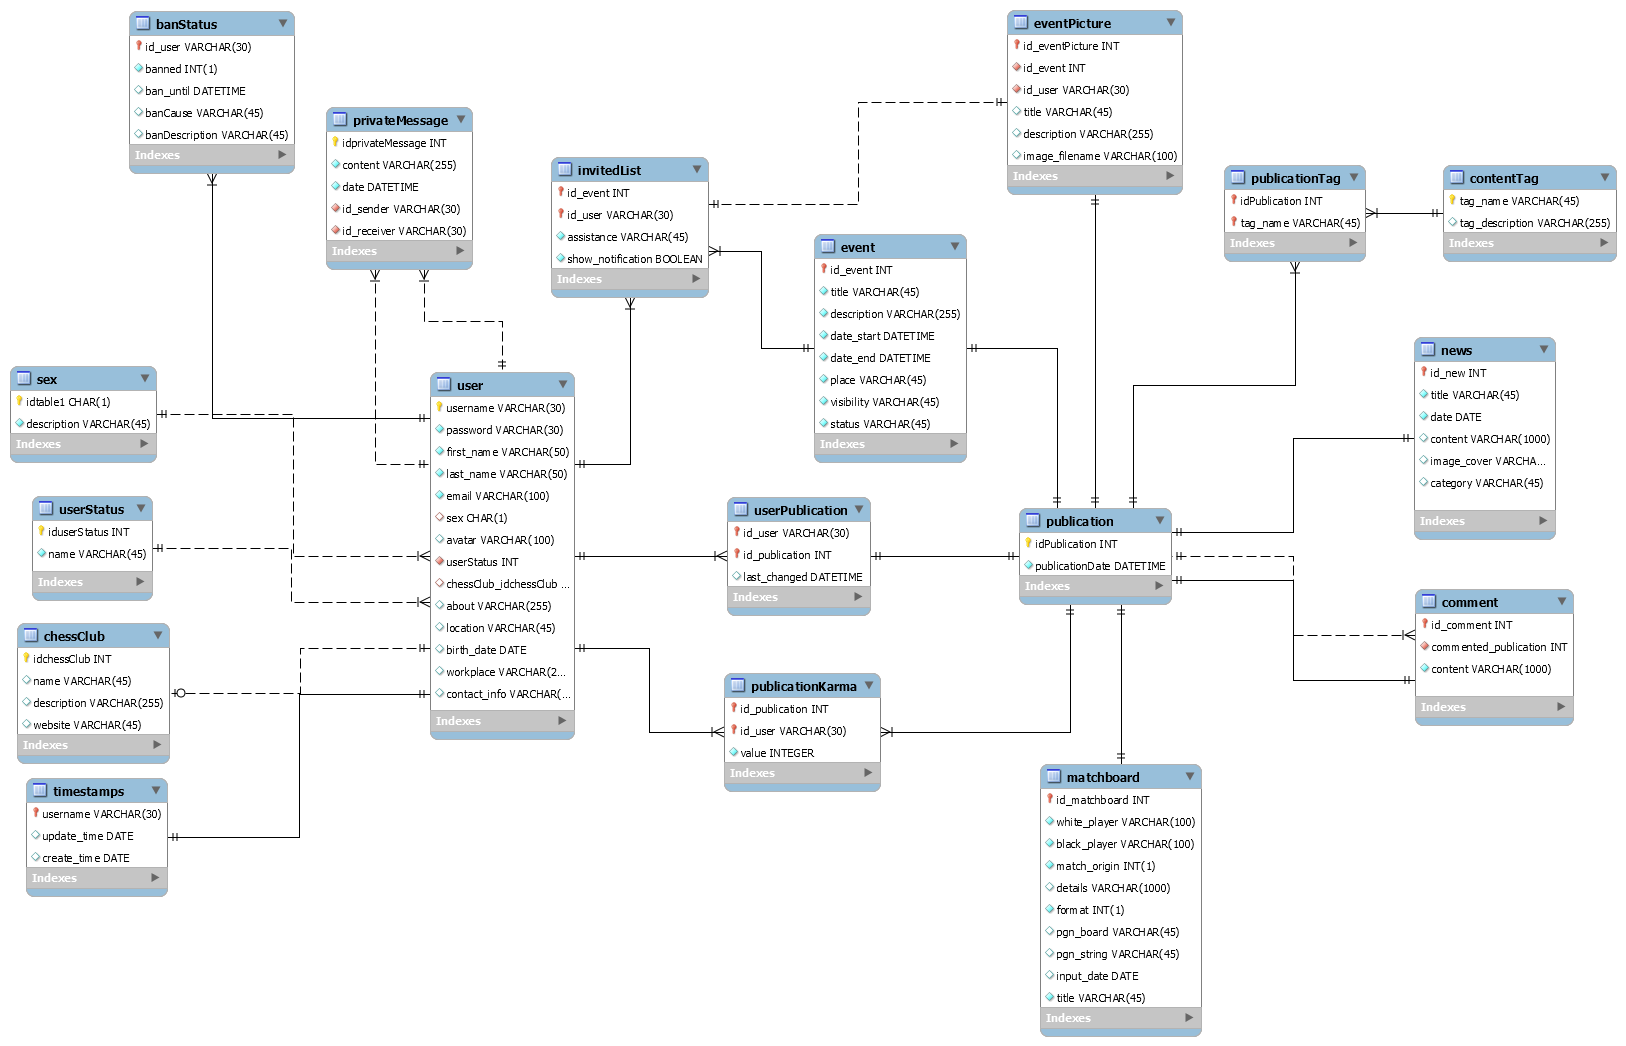 banStatus
id_user VARCHAR(30)
banned INT(1)
ban_until DATETIME
banCause VARCHAR(45)
banDescription VARCHAR(45)
Indexes
privateMessage
idprivateMessage INT
content VARCHAR(255)
date DATETIME
id_sender VARCHAR(30)
id_receiver VARCHAR(30)
Indexes
invitedList
id_event INT
id_user VARCHAR(30)
assistance VARCHAR(45)
show_notification BOOLEAN
Indexes
eventPicture
id_eventPicture INT
id_event INT
id_user VARCHAR(30)
title VARCHAR(45)
description VARCHAR(255)
image_filename VARCHAR(100)
Indexes
publicationTag
idPublication INT
tag_name VARCHAR(45)
Indexes
contentTag
tag_name VARCHAR(45)
tag_description VARCHAR(255)
Indexes
event
id_event INT
title VARCHAR(45)
description VARCHAR(255)
date_start DATETIME
date_end DATETIME
place VARCHAR(45)
visibility VARCHAR(45)
status VARCHAR(45)
Indexes
news
id_new INT
title VARCHAR(45)
date DATE
content VARCHAR(1000)
image_cover VARCHA...
category VARCHAR(45)
Indexes
sex
idtable1 CHAR(1)
description VARCHAR(45)
Indexes
user
username VARCHAR(30)
password VARCHAR(30)
first_name VARCHAR(50)
last_name VARCHAR(50)
email VARCHAR(100)
sex CHAR(1)
avatar VARCHAR(100)
userStatus INT
chessClub_idchessClub ...
about VARCHAR(255)
location VARCHAR(45)
birth_date DATE
workplace VARCHAR(2...
contact_info VARCHAR(...
Indexes
userStatus
iduserStatus INT
name VARCHAR(45)
Indexes
userPublication
id_user VARCHAR(30)
id_publication INT
last_changed DATETIME
Indexes
publication
idPublication INT
publicationDate DATETIME
Indexes
comment
id_comment INT
commented_publication INT
content VARCHAR(1000)
Indexes
chessClub
idchessClub INT
name VARCHAR(45)
description VARCHAR(255)
website VARCHAR(45)
Indexes
publicationKarma
id_publication INT
id_user VARCHAR(30)
value INTEGER
Indexes
timestamps
username VARCHAR(30)
update_time DATE
create_time DATE
Indexes
matchboard
id_matchboard INT
white_player VARCHAR(100)
black_player VARCHAR(100)
match_origin INT(1)
details VARCHAR(1000)
format INT(1)
pgn_board VARCHAR(45)
pgn_string VARCHAR(45)
input_date DATE
title VARCHAR(45)
Indexes